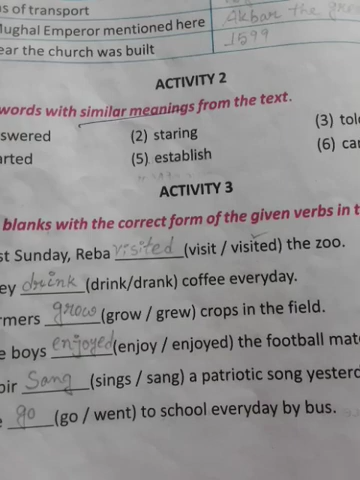 ns of transport
Mughal Emperor mentioned here Akbar the
ear the church was built 1599
ACTIVITY 2
words with similar meanings from the text.
swered (2) staring (3) tol
arted (5) establish (6) ca
ACTIVITY 3
blanks with the correct form of the given verbs in t
st Sunday, Reba visited (visit / visited) the zoo.
ey drink (drink/drank) coffee everyday.
rmers grow (grow / grew) crops in the field.
e boys enjoyed (enjoy / enjoyed) the football mat
bir Sang (sings / sang) a patriotic song yesterd
e go (go / went) to school everyday by bus.